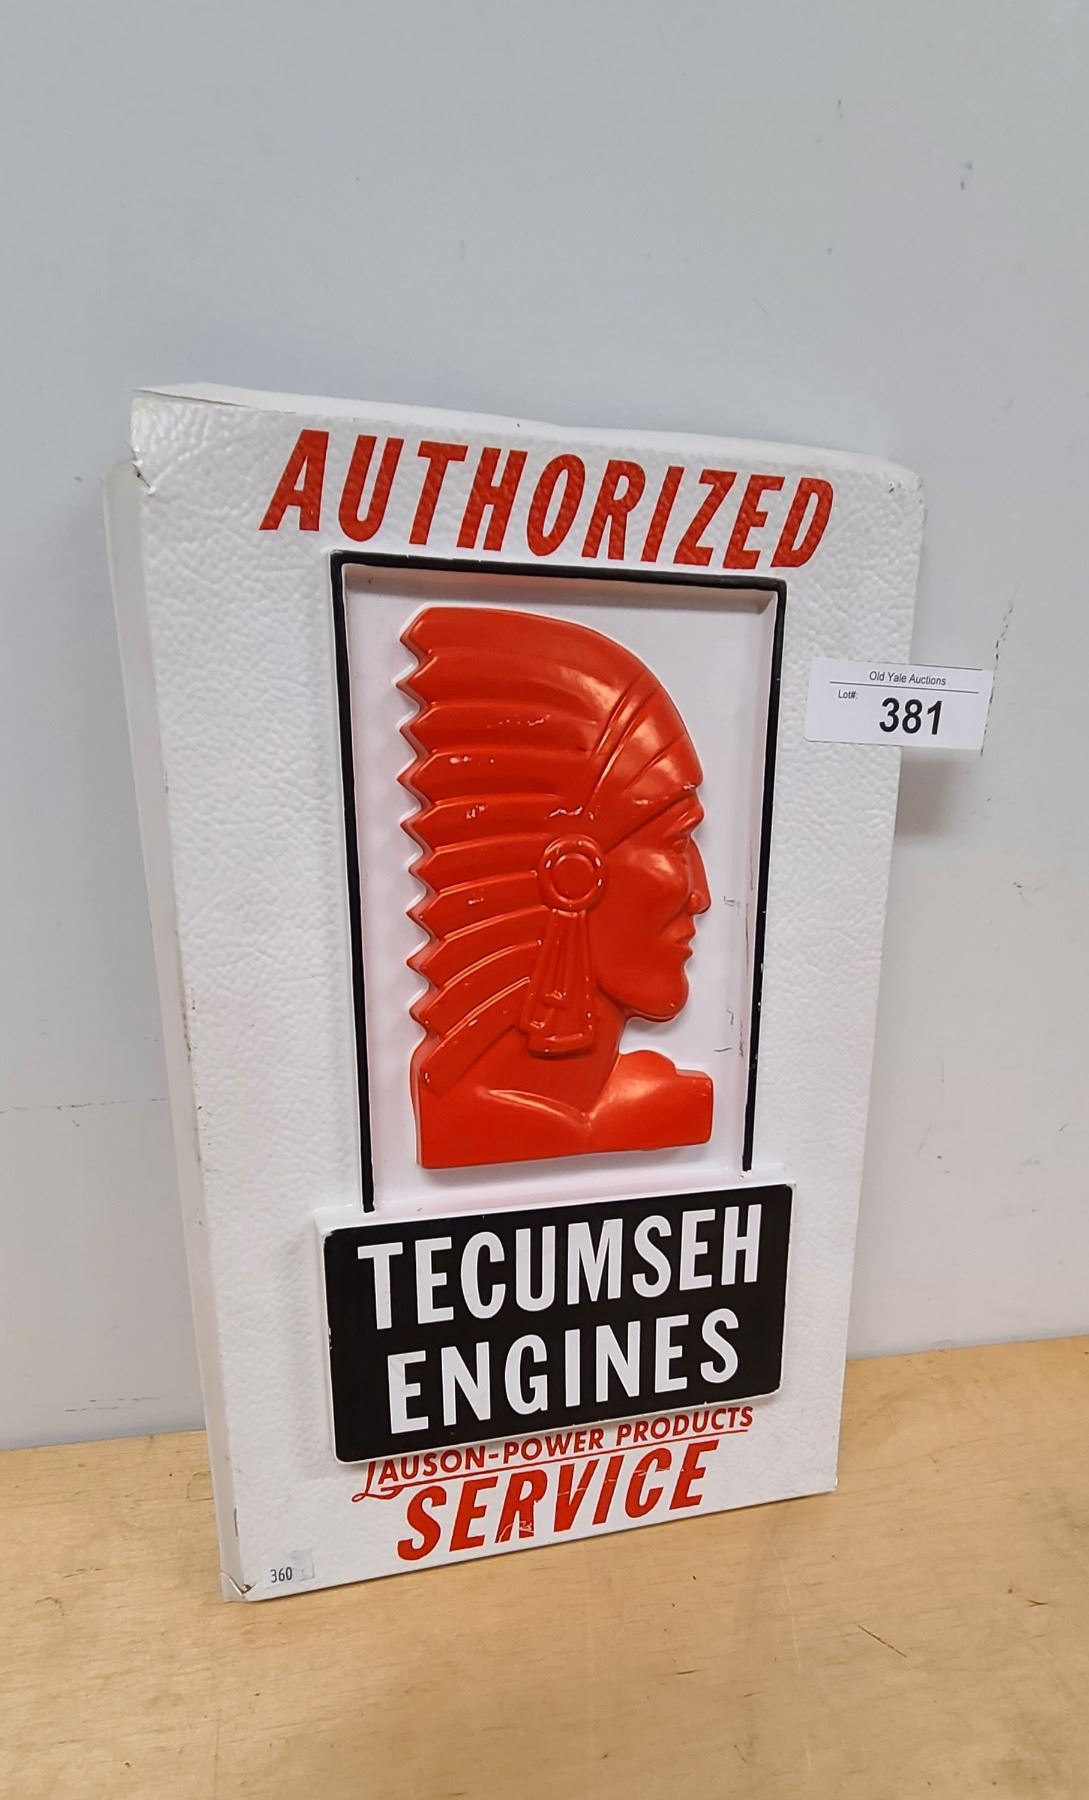 AUTHORIZED
Old Yale Auctions
Lot#:
381
TECUMSEH
ENGINES
LAUSON-POWER PRODUCTS
SERVICE
360